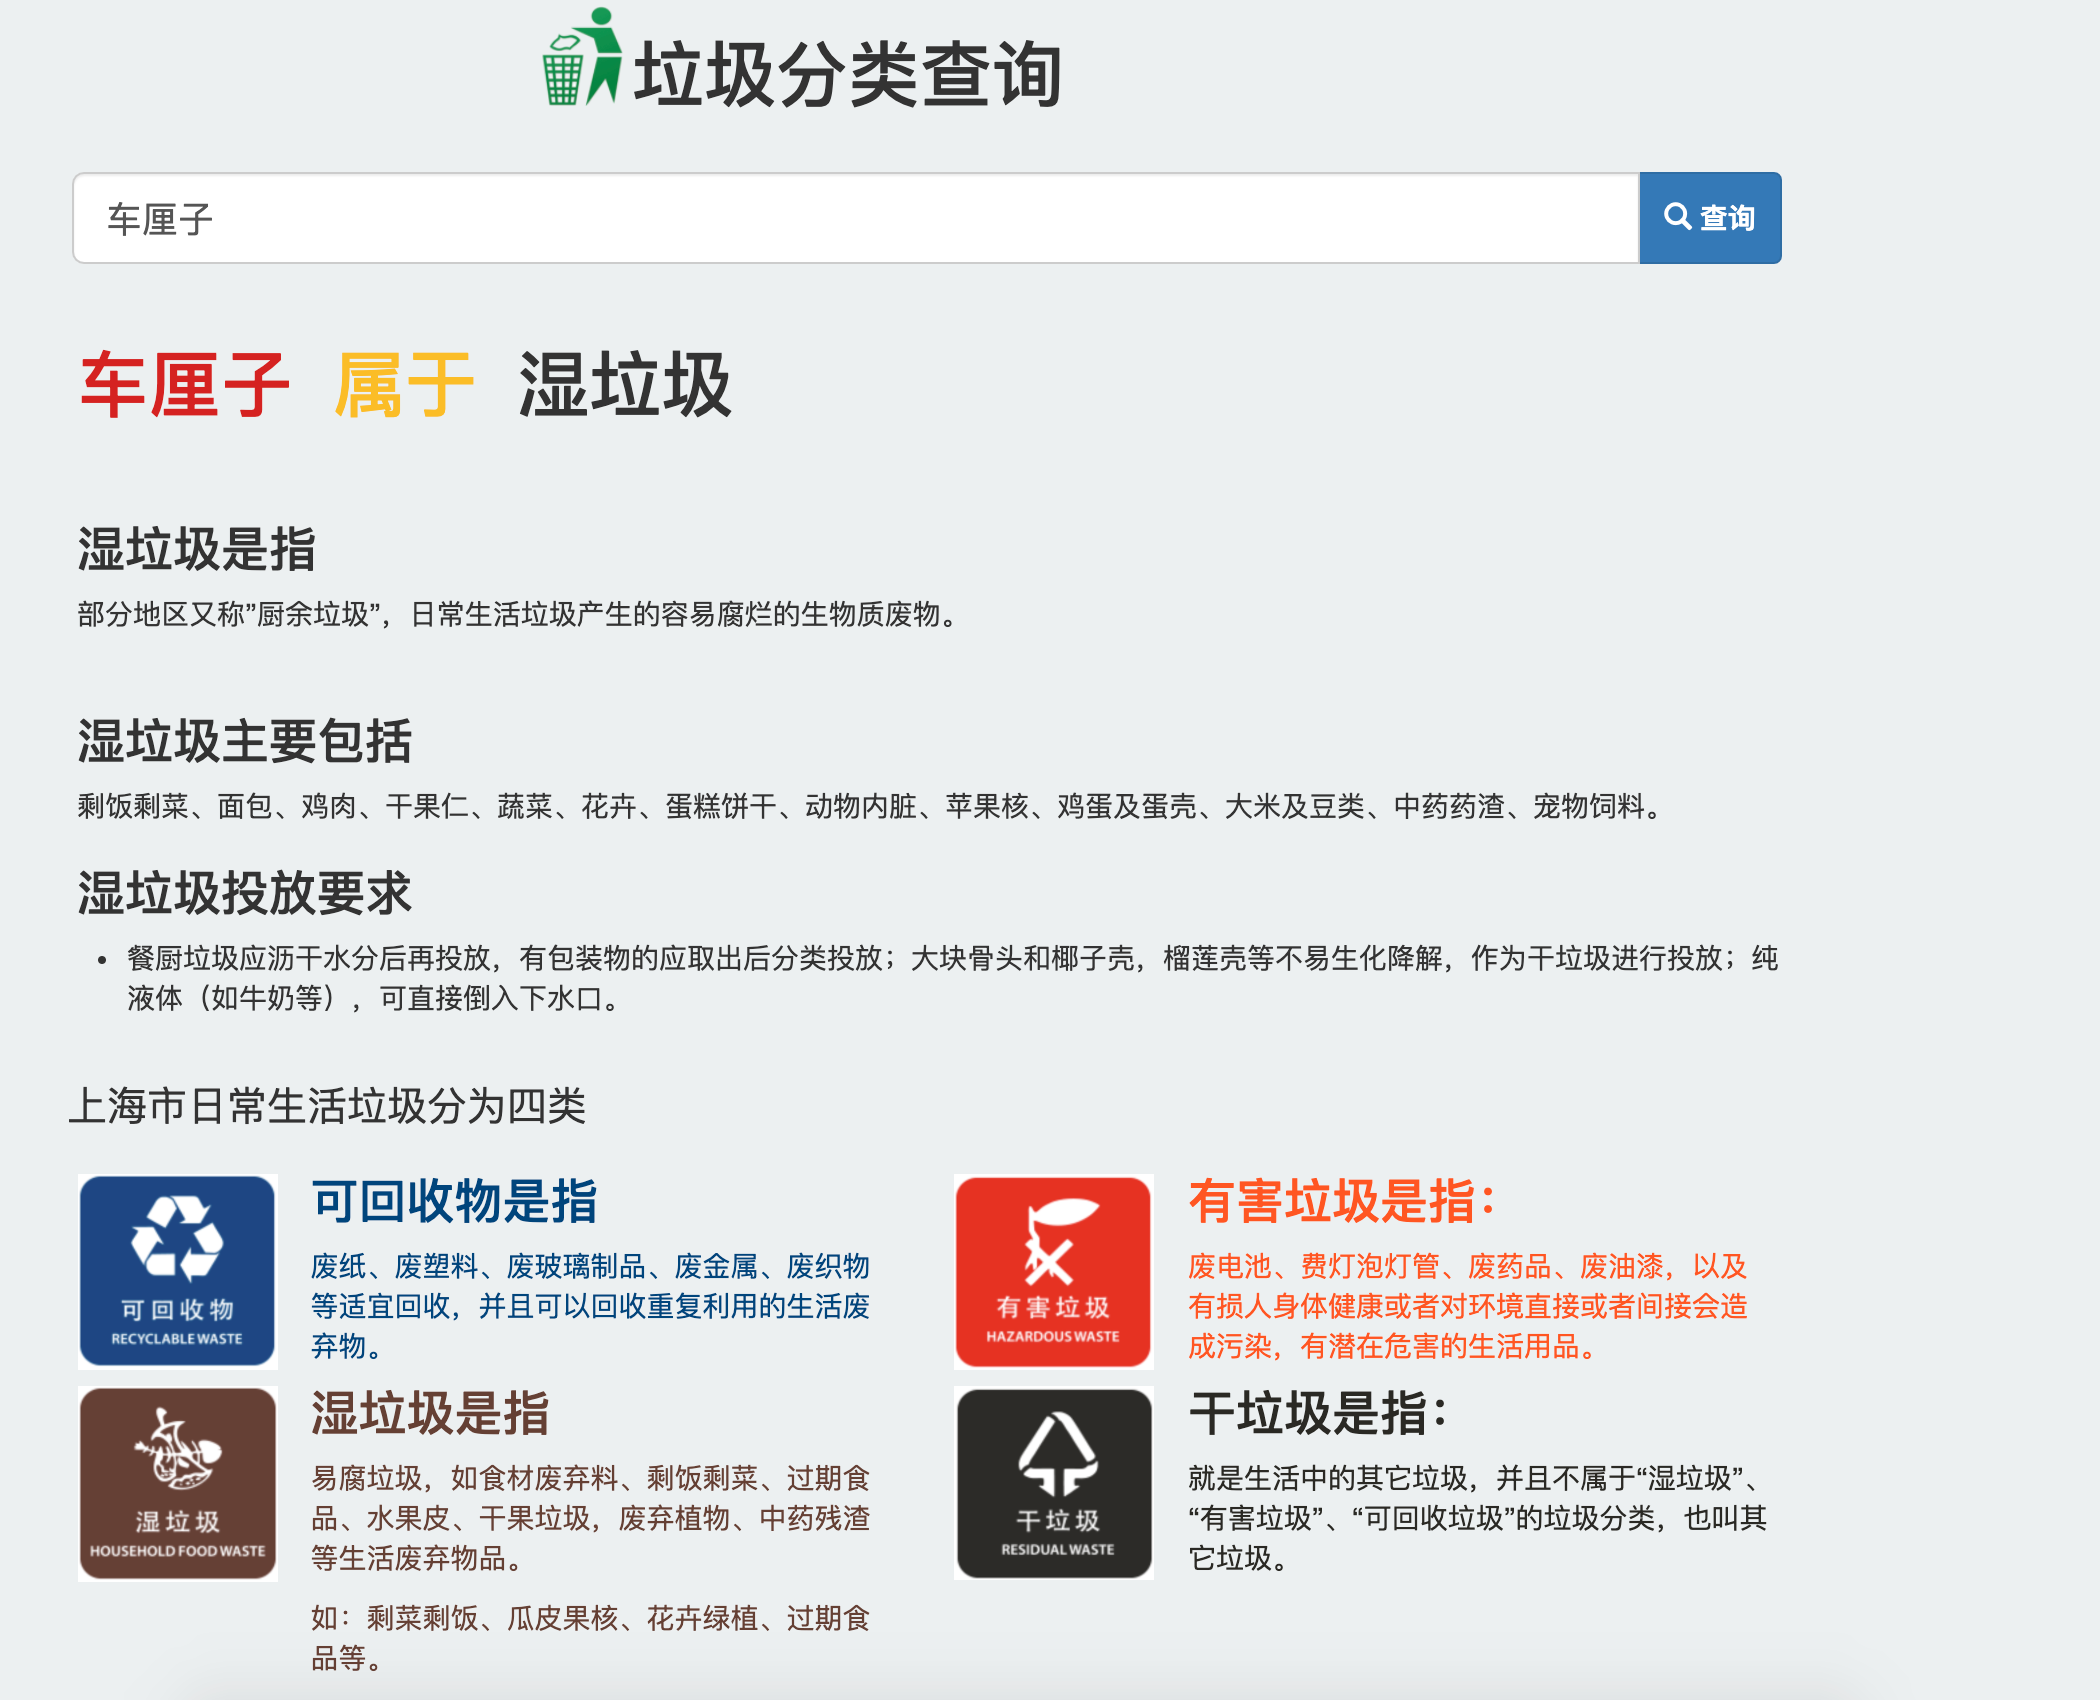 垃圾分类查询
车厘子
查询
车厘子 属于 湿垃圾
湿垃圾是指
部分地区又称”厨余垃圾”，日常生活垃圾产生的容易腐烂的生物质废物。
湿垃圾主要包括
剩饭剩菜、面包、鸡肉、干果仁、蔬菜、花卉、蛋糕饼干、动物内脏、苹果核、鸡蛋及蛋壳、大米及豆类、中药药渣、宠物饲料。
湿垃圾投放要求
• 餐厨垃圾应沥干水分后再投放，有包装物的应取出后分类投放；大块骨头和椰子壳，榴莲壳等不易生化降解，作为干垃圾进行投放；纯
液体（如牛奶等），可直接倒入下水口。
上海市日常生活垃圾分为四类
可回收物
RECYCLABLE WASTE
可回收物是指
废纸、废塑料、废玻璃制品、废金属、废织物
等适宜回收，并且可以回收重复利用的生活废
弃物。
有害垃圾
HAZARDOUS WASTE
有害垃圾是指：
废电池、费灯泡灯管、废药品、废油漆，以及
有损人身体健康或者对环境直接或者间接会造
成污染，有潜在危害的生活用品。
湿垃圾
HOUSEHOLD FOOD WASTE
湿垃圾是指
易腐垃圾，如食材废弃料、剩饭剩菜、过期食
品、水果皮、干果垃圾，废弃植物、中药残渣
等生活废弃物品。
如：剩菜剩饭、瓜皮果核、花卉绿植、过期食
品等。
干垃圾
RESIDUAL WASTE
干垃圾是指：
就是生活中的其它垃圾，并且不属于“湿垃圾”、
“有害垃圾”、“可回收垃圾”的垃圾分类，也叫其
它垃圾。